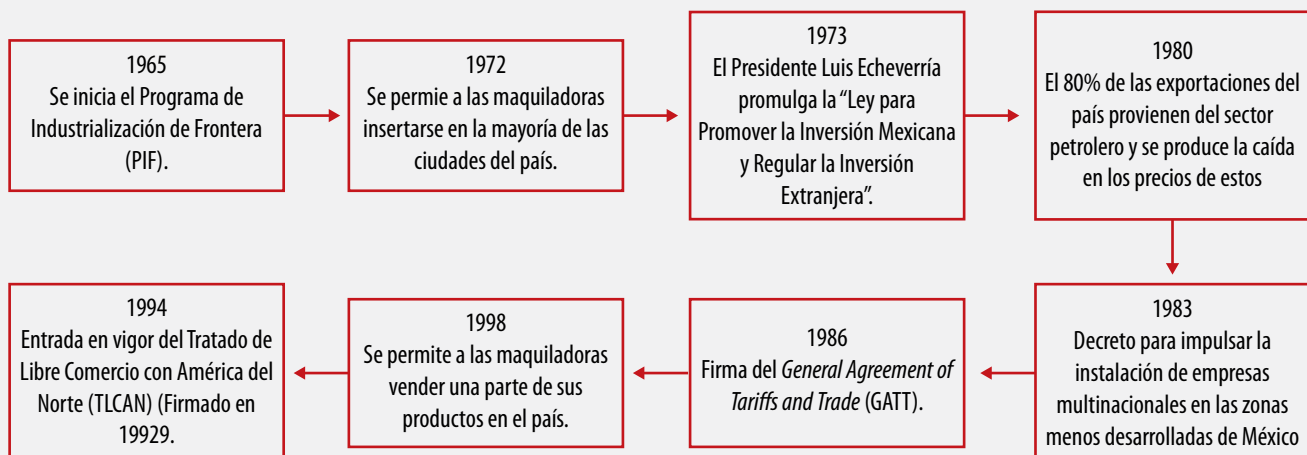 1965
Se inicia el Programa de
Industrialización de Frontera
(PIF).
1972
Se permie a las maquiladoras
insertarse en la mayoría de las
ciudades del país.
1973
El Presidente Luis Echeverría
promulga la “Ley para
Promover la Inversión Mexicana
y Regular la Inversión
Extranjera”.
1980
El 80% de las exportaciones del
país provienen del sector
petrolero y se produce la caída
en los precios de estos
1983
Decreto para impulsar la
instalación de empresas
multinacionales en las zonas
menos desarrolladas de México
1986
Firma del General Agreement of
Tariffs and Trade (GATT).
1998
Se permite a las maquiladoras
vender una parte de sus
productos en el país.
1994
Entrada en vigor del Tratado de
Libre Comercio con América del
Norte (TLCAN) (Firmado en
19929.